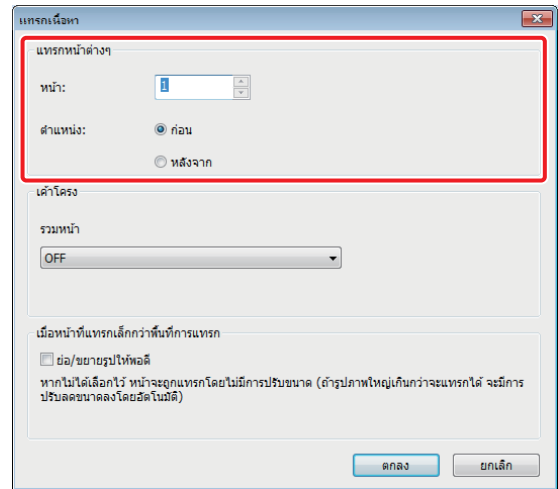 แทรกเนื้อหา
แทรกหน้าต่างๆ
หน้า: 1
ตำแหน่ง: ก่อน
หลังจาก
เค้าโครง
รวมหน้า
OFF
เมื่อหน้าที่แทรกเล็กกว่าพื้นที่การแทรก
ย่อ/ขยายรูปให้พอดี
หากไม่ได้เลือกไว้ หน้าจะถูกแทรกโดยไม่มีการปรับขนาด (ถ้ารูปภาพใหญ่เกินกว่าจะแทรกได้ จะมีการ
ปรับลดขนาดลงโดยอัตโนมัติ)
ตกลง ยกเลิก